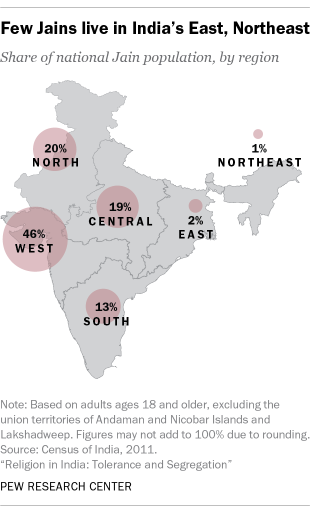 Few Jains live in India's East, Northeast
Share of national Jain population, by region
20%
NORTH
1%
NORTHEAST
19%
CENTRAL
2%
EAST
46%
WEST
13%
SOUTH
Note: Based on adults ages 18 and older, excluding the
union territories of Andaman and Nicobar Islands and
Lakshadweep. Figures may not add to 100% due to rounding.
Source: Census of India, 2011.
“Religion in India: Tolerance and Segregation”
PEW RESEARCH CENTER